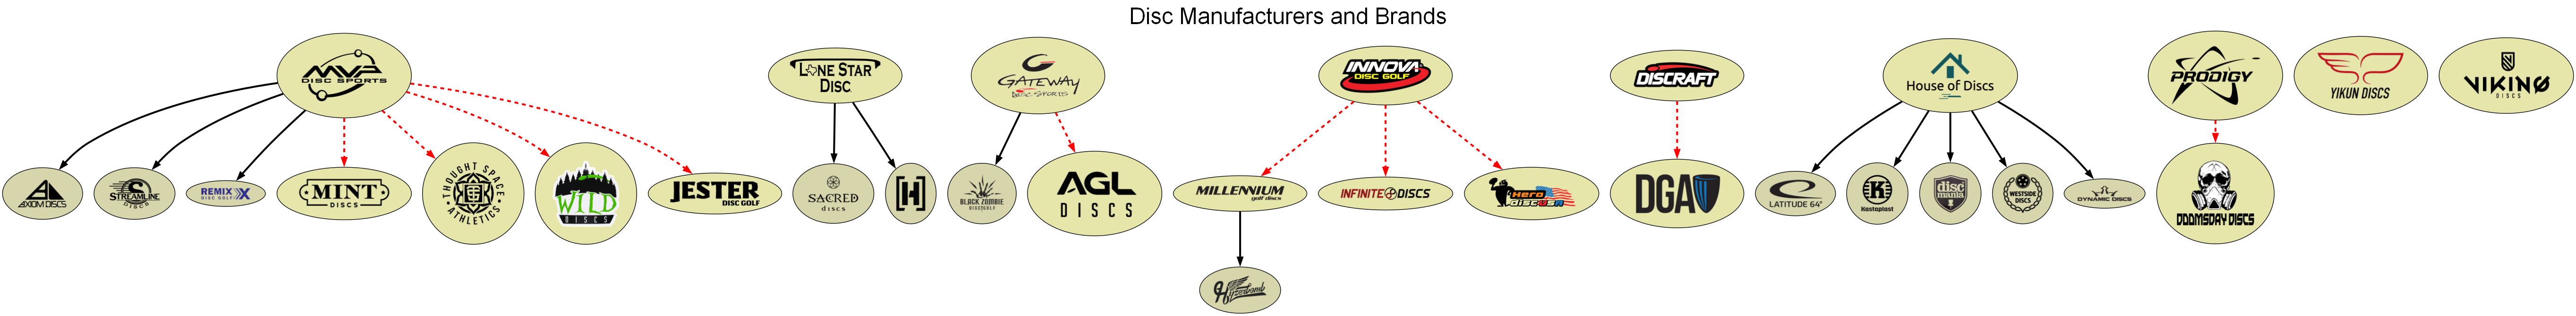 Disc Manufacturers and Brands
MVP
DISC SPORTS
LONE STAR
DISC
GATEWAY
DISC SPORTS
INNOVA
DISC GOLF
DISCRAFT
House of Discs
PRODIGY
YIKUN DISCS
VIKING
DISCS
AXIOM DISCS
STREAMLINE
DISCS
REMIX
DISC GOLF
MINT
DISCS
THOUGHT SPACE
ATHLETICS
WILD
DISCS
JESTER
DISC GOLF
SACRED
discs
[H]
BLACK ZOMBIE
DISC GOLF
AGL
DISCS
MILLENNIUM
golf discs
INFINITE DISCS
Hero
discUSA
DGA
LATITUDE 64°
K
Kastaplast
disc
mania
WESTSIDE
DISCS
DYNAMIC DISCS
DOOMSDAY DISCS
Hyzerbomb